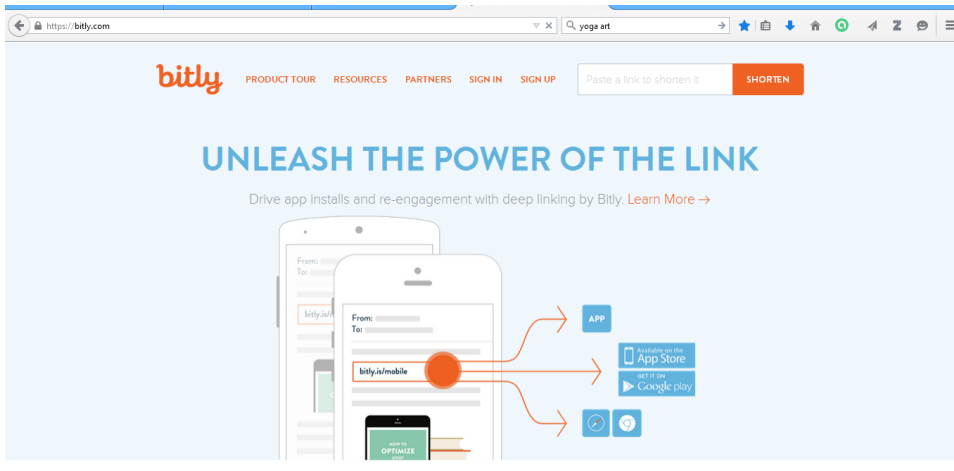 https://bitly.com
yoga art
bitly
PRODUCT TOUR RESOURCES PARTNERS SIGN IN SIGN UP
Paste a link to shorten it
SHORTEN
UNLEASH THE POWER OF THE LINK
Drive app installs and re-engagement with deep linking by Bitly. Learn More →
From:
To:
bitly.is/
From:
To:
bitly.is/mobile
HOW TO
OPTIMIZE
APP
Available on the
App Store
GET IT ON
Google play